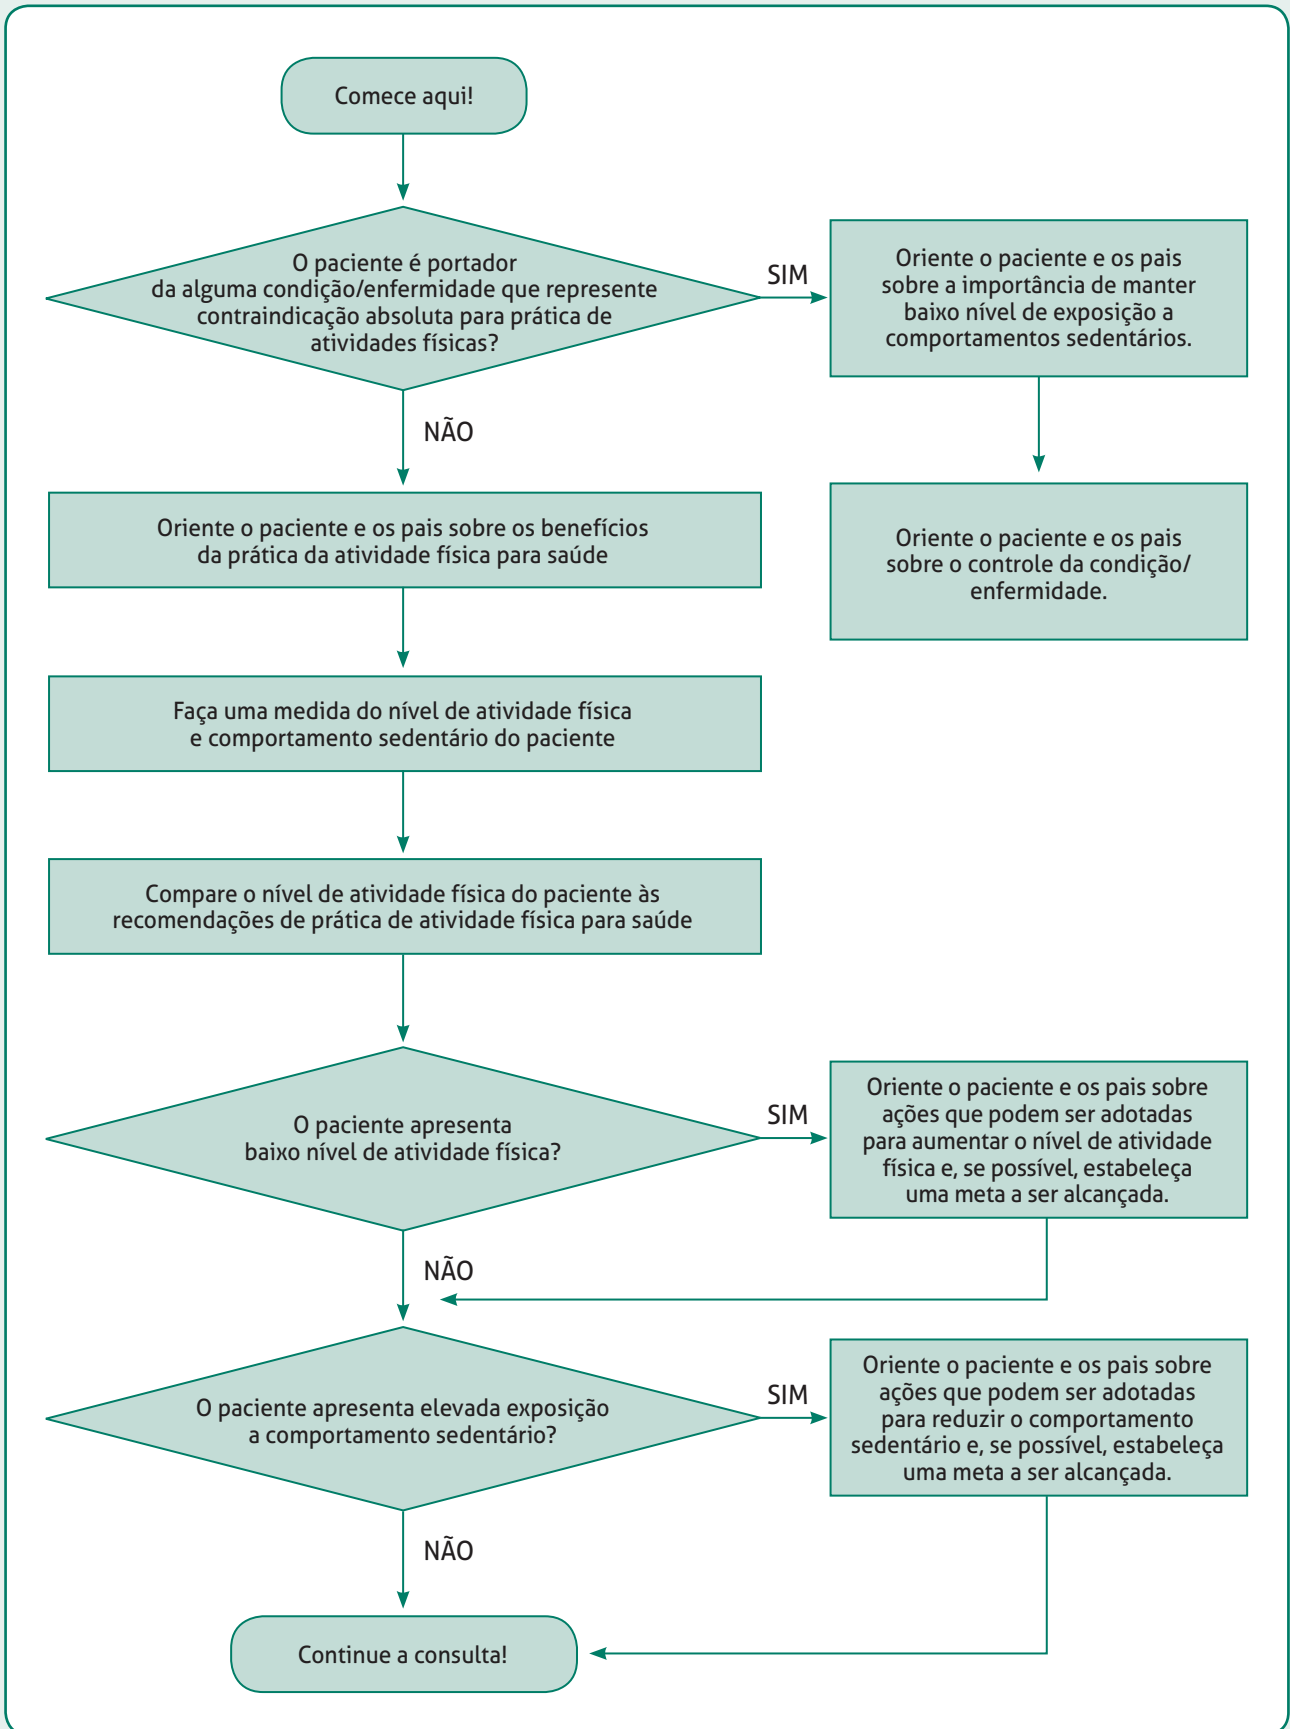 Comece aqui!
O paciente é portador
da alguma condição/enfermidade que represente
contraindicação absoluta para prática de
atividades físicas?
SIM
Oriente o paciente e os pais
sobre a importância de manter
baixo nível de exposição a
comportamentos sedentários.
NÃO
Oriente o paciente e os pais
sobre o controle da condição/
enfermidade.
Oriente o paciente e os pais sobre os benefícios
da prática da atividade física para saúde
Faça uma medida do nível de atividade física
e comportamento sedentário do paciente
Compare o nível de atividade física do paciente às
recomendações de prática de atividade física para saúde
O paciente apresenta
baixo nível de atividade física?
SIM
Oriente o paciente e os pais sobre
ações que podem ser adotadas
para aumentar o nível de atividade
física e, se possível, estabeleça
uma meta a ser alcançada.
NÃO
O paciente apresenta elevada exposição
a comportamento sedentário?
SIM
Oriente o paciente e os pais sobre
ações que podem ser adotadas
para reduzir o comportamento
sedentário e, se possível, estabeleça
uma meta a ser alcançada.
NÃO
Continue a consulta!